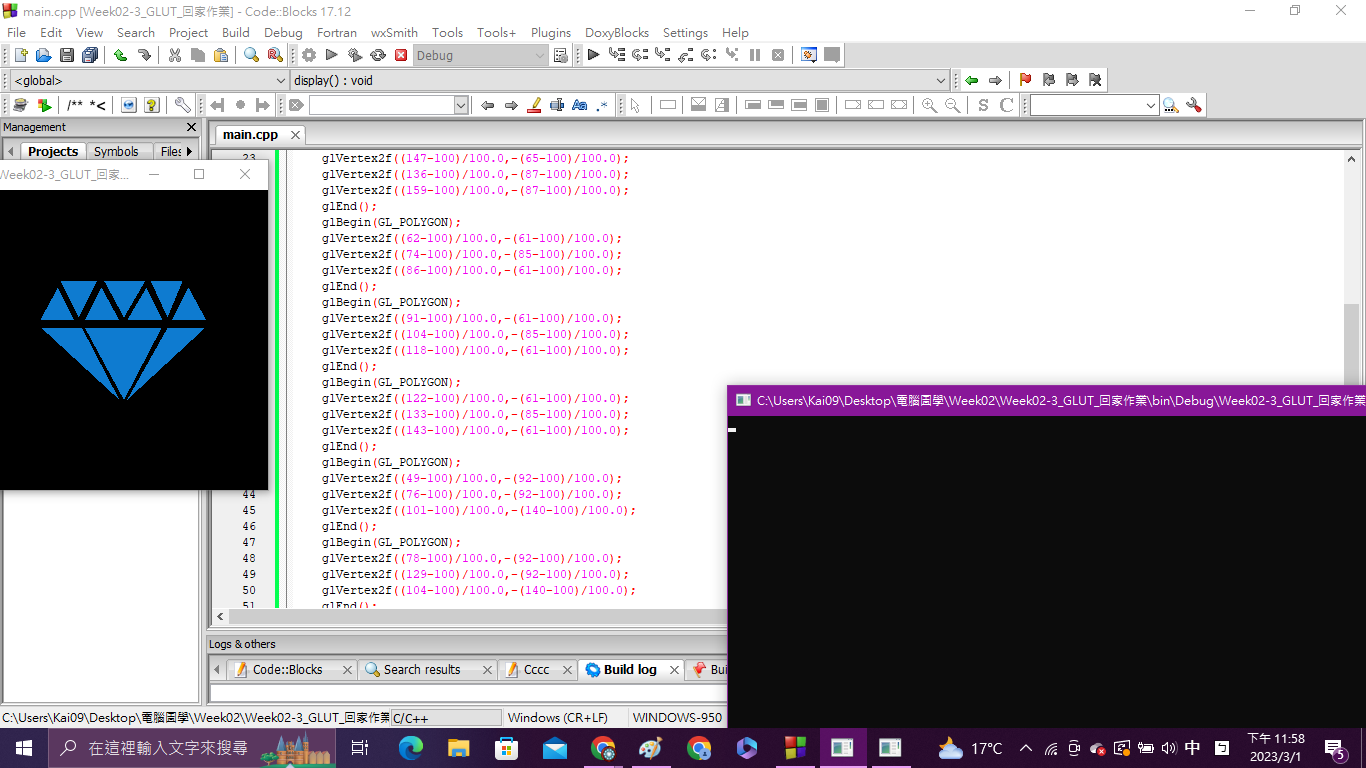 main.cpp [Week02-3_GLUT_回家作業] - Code::Blocks 17.12
File Edit View Search Project Build Debug Fortran wxSmith Tools Tools+ Plugins DoxyBlocks Settings Help
Debug
<global> display() : void
/** *<
Aa .*
S C
Management
main.cpp
Projects Symbols Files
Week02-3_GLUT_回家...
23 glVertex2f((147-100)/100.0,-(65-100)/100.0);
glVertex2f((136-100)/100.0,-(87-100)/100.0);
glVertex2f((159-100)/100.0,-(87-100)/100.0);
glEnd();
glBegin(GL_POLYGON);
glVertex2f((62-100)/100.0,-(61-100)/100.0);
glVertex2f((74-100)/100.0,-(85-100)/100.0);
glVertex2f((86-100)/100.0,-(61-100)/100.0);
glEnd();
glBegin(GL_POLYGON);
glVertex2f((91-100)/100.0,-(61-100)/100.0);
glVertex2f((104-100)/100.0,-(85-100)/100.0);
glVertex2f((118-100)/100.0,-(61-100)/100.0);
glEnd();
glBegin(GL_POLYGON);
glVertex2f((122-100)/100.0,-(61-100)/100.0);
glVertex2f((133-100)/100.0,-(85-100)/100.0);
glVertex2f((143-100)/100.0,-(61-100)/100.0);
glEnd();
glBegin(GL_POLYGON);
glVertex2f((49-100)/100.0,-(92-100)/100.0);
44 glVertex2f((76-100)/100.0,-(92-100)/100.0);
45 glVertex2f((101-100)/100.0,-(140-100)/100.0);
46 glEnd();
47 glBegin(GL_POLYGON);
48 glVertex2f((78-100)/100.0,-(92-100)/100.0);
49 glVertex2f((129-100)/100.0,-(92-100)/100.0);
50 glVertex2f((104-100)/100.0,-(140-100)/100.0);
51 glEnd();
C:\Users\Kai09\Desktop\電腦圖學\Week02\Week02-3_GLUT_回家作業\bin\Debug\Week02-3_GLUT_回家作業
Logs & others
Code::Blocks Search results Cccc Build log Bui
C:\Users\Kai09\Desktop\電腦圖學\Week02\Week02-3_GLUT_回家作業 C/C++ Windows (CR+LF) WINDOWS-950
在這裡輸入文字來搜尋
17°C
中
下午 11:58
2023/3/1
5